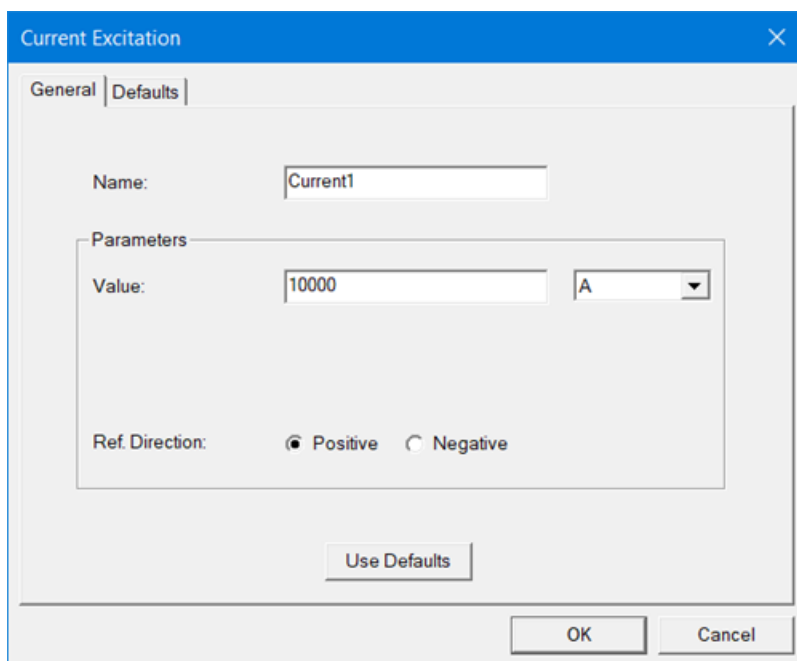 Current Excitation
General Defaults
Name: Current1
Parameters
Value: 10000 A
Ref. Direction: Positive Negative
Use Defaults
OK Cancel